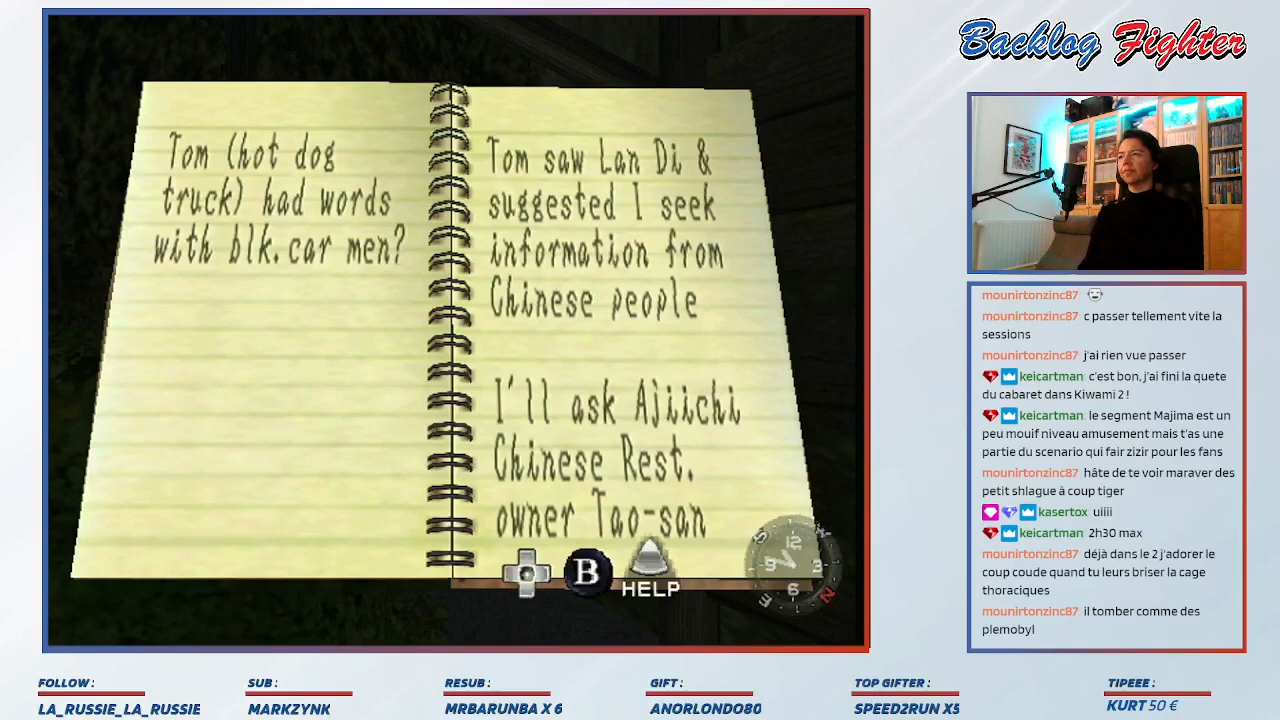 Backlog Fighter
Tom (hot dog
truck) had words
with blk.car men?
Tom saw Lan Di &
suggested I seek
information from
Chinese people
I'll ask Ajiichi
Chinese Rest.
owner Tao-san
B
HELP
12
3
6
9
N
S
E
mounirtonzinc87
mounirtonzinc87 c passer tellement vite la
sessions
mounirtonzinc87 j'ai rien vue passer
keicartman c'est bon, j'ai fini la quete
du cabaret dans Kiwami 2 !
keicartman le segment Majima est un
peu mouif niveau amusement mais t'as une
partie du scenario qui fair zizir pour les fans
mounirtonzinc87 hâte de te voir maraver des
petit shlague à coup tiger
kasertox uiiii
keicartman 2h30 max
mounirtonzinc87 déjà dans le 2 j'adorer le
coup coude quand tu leurs briser la cage
thoraciques
mounirtonzinc87 il tomber comme des
plemobyl
FOLLOW :
LA_RUSSIE_LA_RUSSIE
SUB :
MARKZYNK
RESUB :
MRBARUNBA X 6
GIFT :
ANORLONDO80
TOP GIFTER :
SPEED2RUN X5
TIPEEE :
KURT 50 €